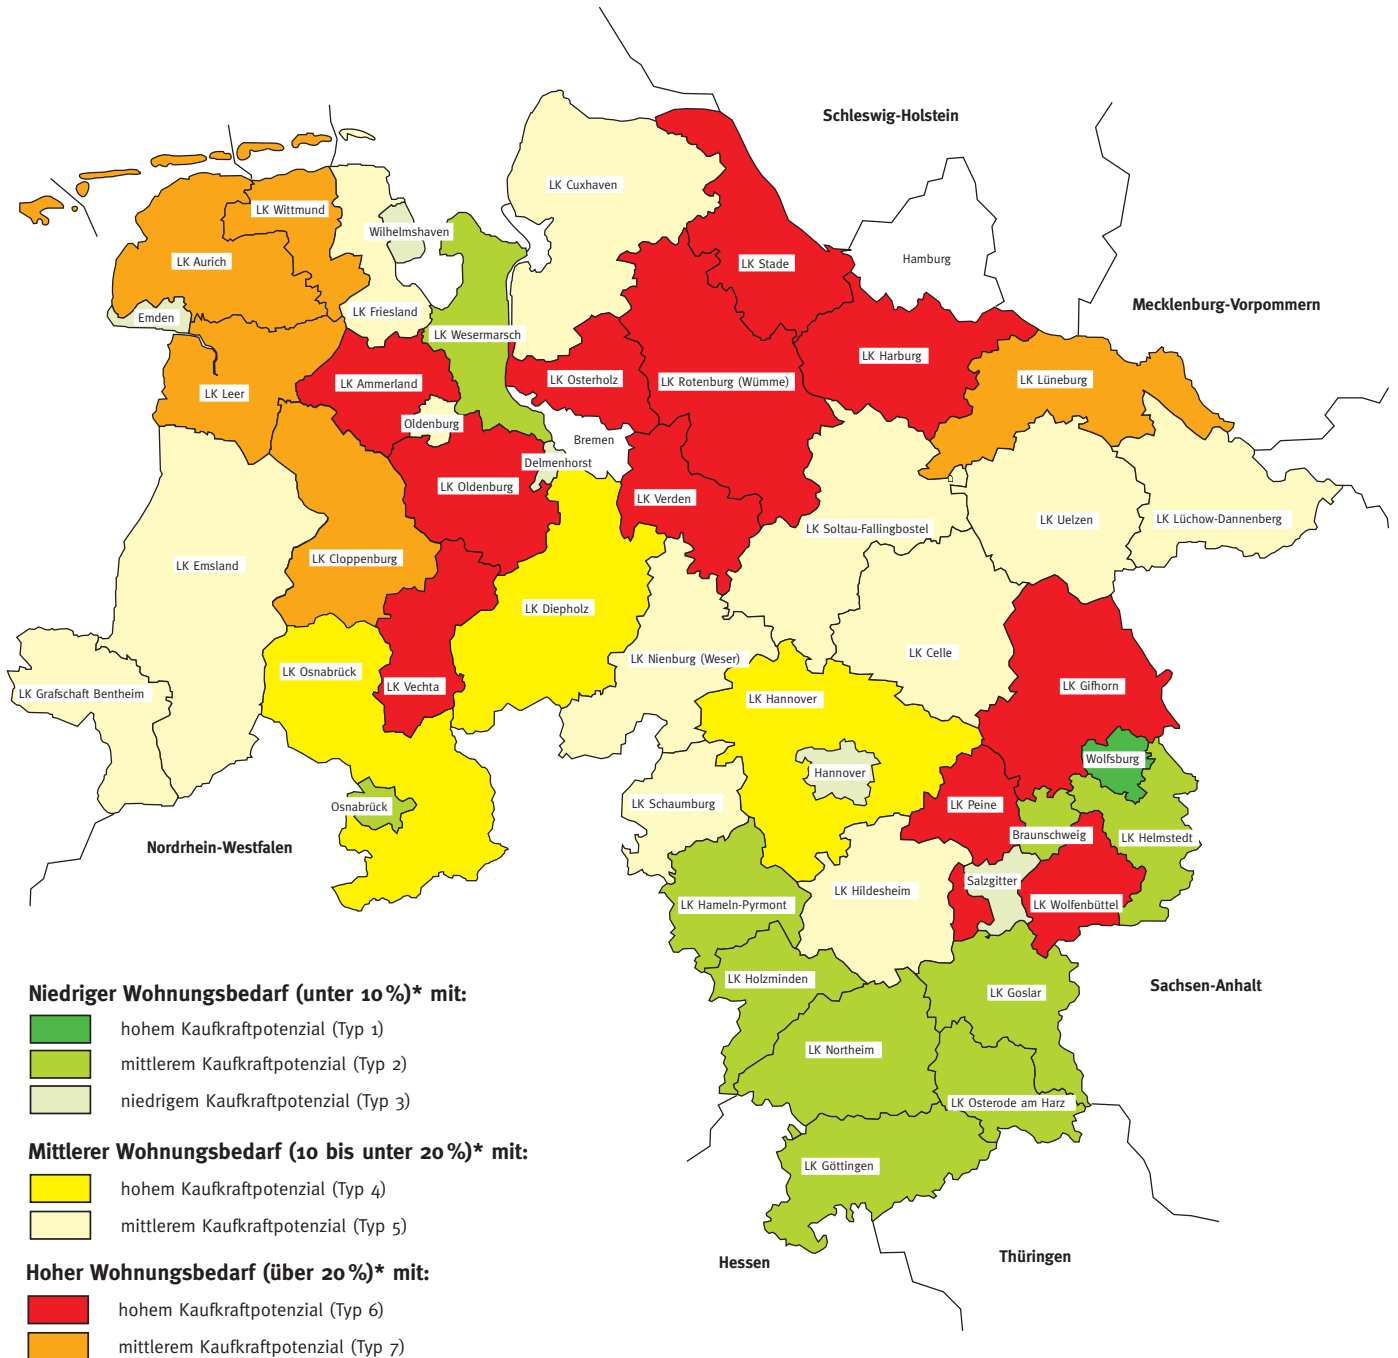 Schleswig-Holstein
LK Cuxhaven
LK Wittmund
Wilhelmshaven
LK Aurich
LK Stade
Hamburg
Mecklenburg-Vorpommern
Emden
LK Friesland
LK Wesermarsch
LK Harburg
LK Ammerland
LK Osterholz
LK Rotenburg (Wümme)
LK Lüneburg
LK Leer
Oldenburg
Bremen
Delmenhorst
LK Oldenburg
LK Verden
LK Soltau-Fallingbostel
LK Uelzen
LK Lüchow-Dannenberg
LK Emsland
LK Cloppenburg
LK Diepholz
LK Nienburg (Weser)
LK Celle
LK Osnabrück
LK Vechta
LK Grafschaft Bentheim
LK Hannover
LK Gifhorn
Wolfsburg
Hannover
LK Schaumburg
LK Peine
Osnabrück
Braunschweig
LK Helmstedt
Nordrhein-Westfalen
Salzgitter
LK Hildesheim
LK Hameln-Pyrmont
LK Wolfenbüttel
LK Holzminden
LK Goslar
Sachsen-Anhalt
LK Northeim
LK Osterode am Harz
LK Göttingen
Hessen
Thüringen
Niedriger Wohnungsbedarf (unter 10 %)* mit:
hohem Kaufkraftpotenzial (Typ 1)
mittlerem Kaufkraftpotenzial (Typ 2)
niedrigem Kaufkraftpotenzial (Typ 3)
Mittlerer Wohnungsbedarf (10 bis unter 20 %)* mit:
hohem Kaufkraftpotenzial (Typ 4)
mittlerem Kaufkraftpotenzial (Typ 5)
Hoher Wohnungsbedarf (über 20 %)* mit:
hohem Kaufkraftpotenzial (Typ 6)
mittlerem Kaufkraftpotenzial (Typ 7)